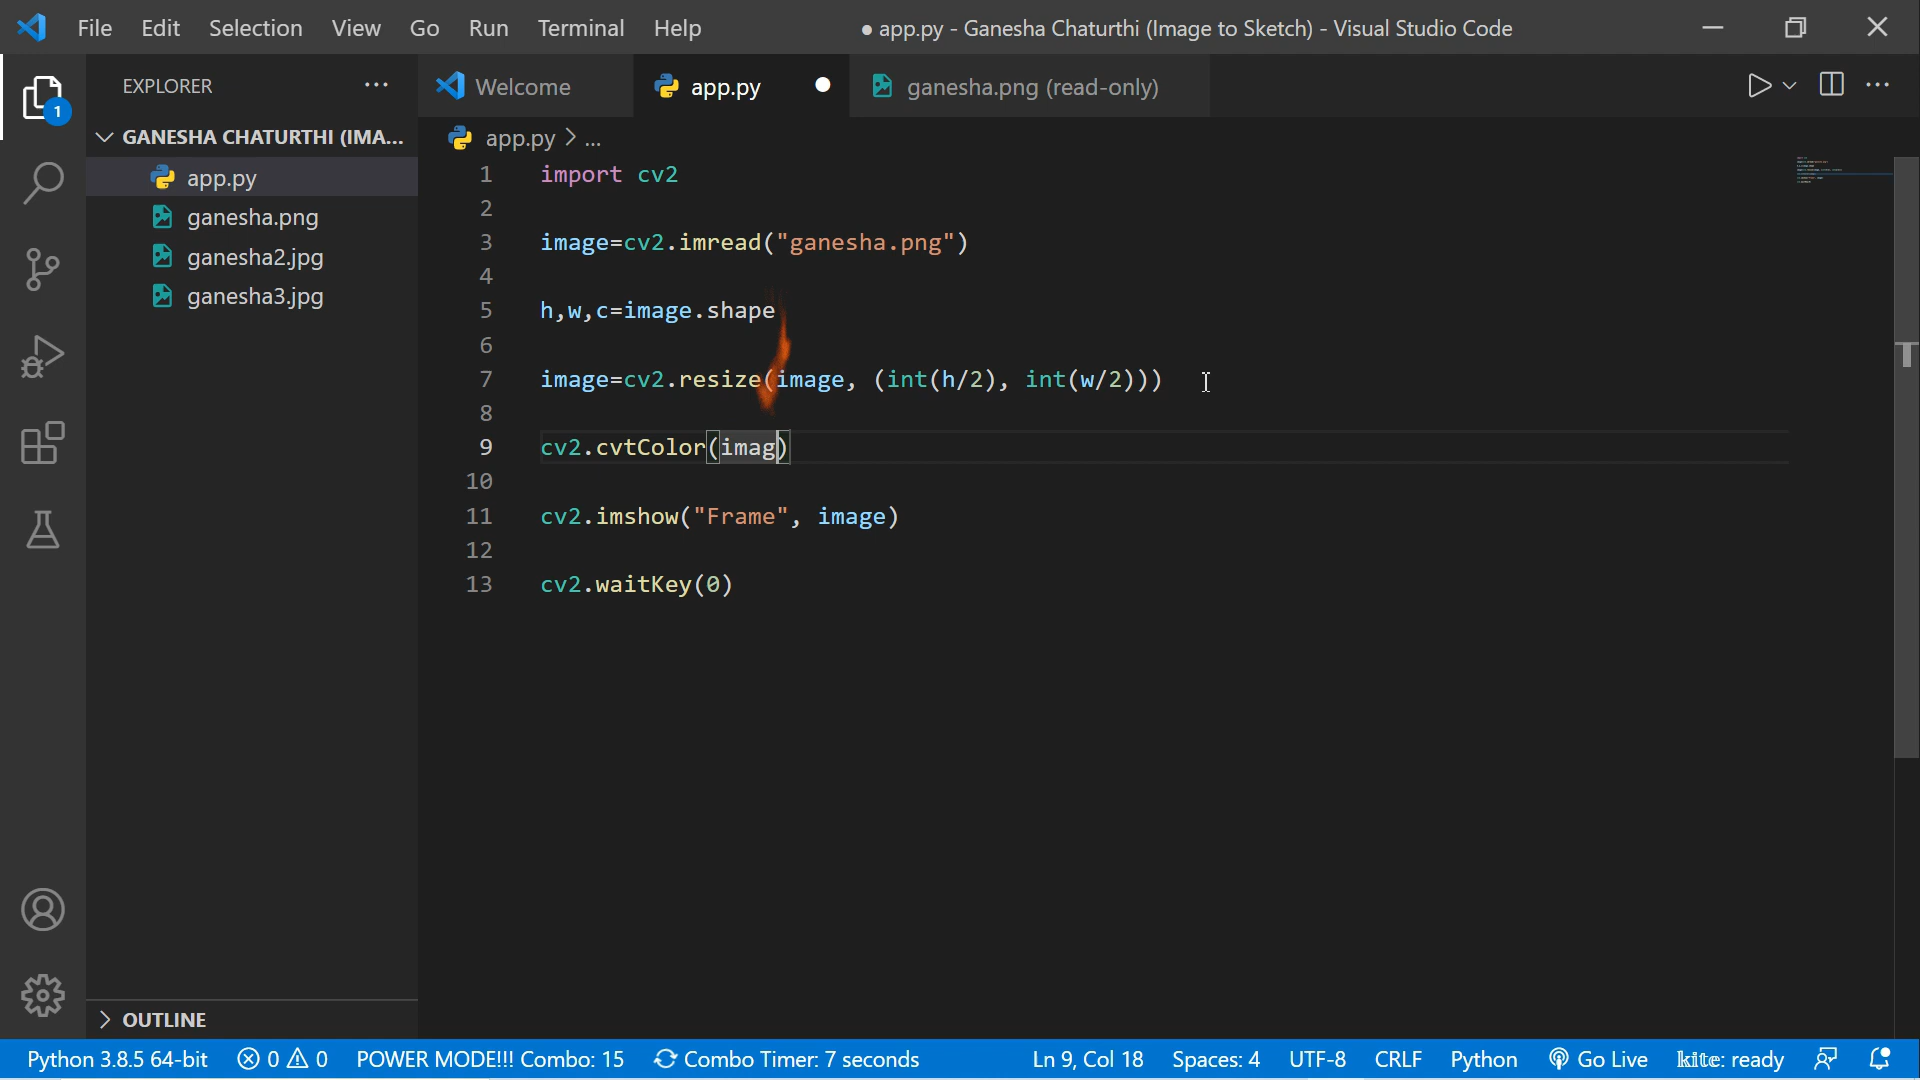 File Edit Selection View Go Run Terminal Help
● app.py - Ganesha Chaturthi (Image to Sketch) - Visual Studio Code
EXPLORER
Welcome
app.py
ganesha.png (read-only)
GANESHA CHATURTHI (IMA...
app.py > ...
app.py
ganesha.png
ganesha2.jpg
ganesha3.jpg
1
1 import cv2
2
3 image=cv2.imread("ganesha.png")
4
5 h,w,c=image.shape
6
7 image=cv2.resize(image, (int(h/2), int(w/2)))
8
9 cv2.cvtColor(imag)
10
11 cv2.imshow("Frame", image)
12
13 cv2.waitKey(0)
OUTLINE
Python 3.8.5 64-bit 0 0 POWER MODE!!! Combo: 15 Combo Timer: 7 seconds Ln 9, Col 18 Spaces: 4 UTF-8 CRLF Python Go Live kite: ready